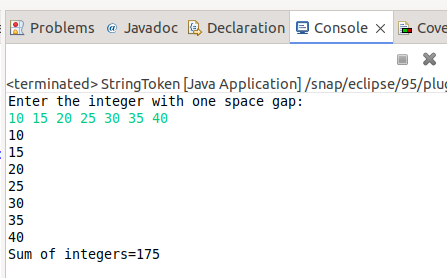 Problems Javadoc Declaration Console Cove
<terminated> StringToken [Java Application] /snap/eclipse/95/plug
Enter the integer with one space gap:
10 15 20 25 30 35 40
10
15
20
25
30
35
40
Sum of integers=175